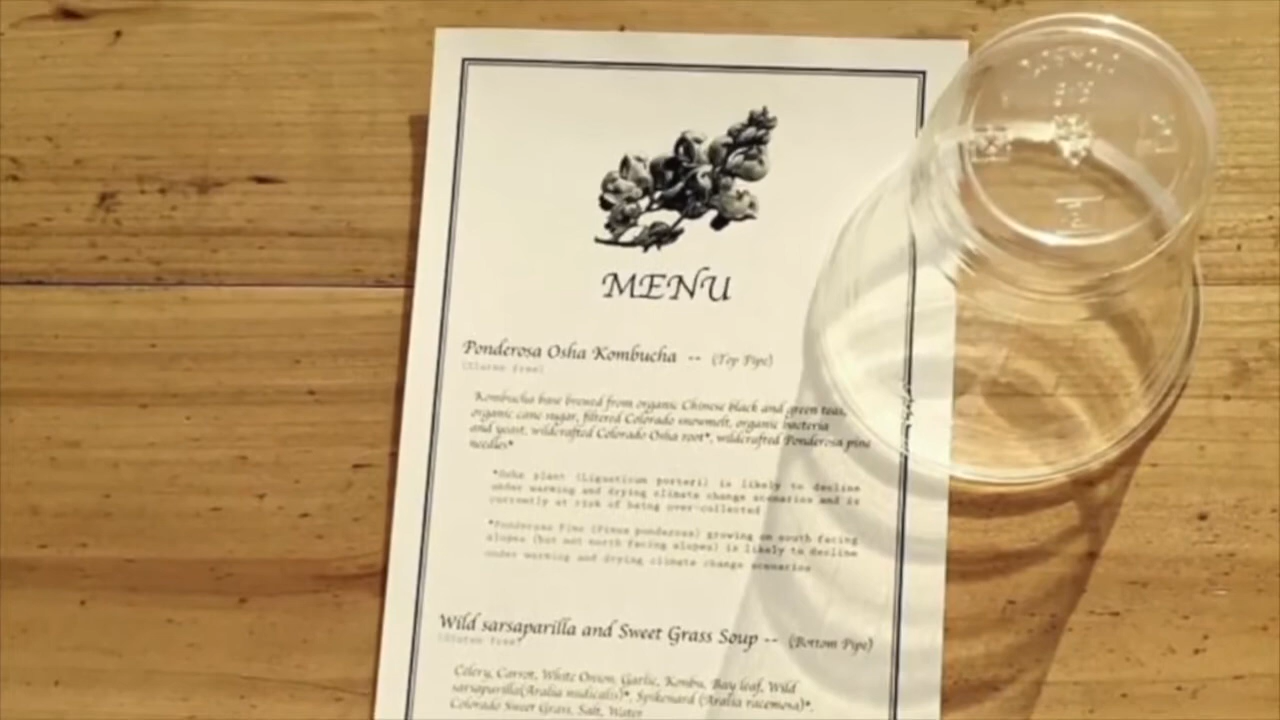 MENU
Ponderosa Osha Kombucha -- (Top Pipe)
(Gluten free)
Kombucha base brewed from organic Chinese black and green teas,
organic cane sugar, filtered Colorado snowmelt, organic bacteria
and yeast, wildcrafted Colorado Osha root*, wildcrafted Ponderosa pine
needles*
*Osha plant (Ligusticum porteri) is likely to decline
under warming and drying climate change scenarios and is
currently at risk of being over-collected
*Ponderosa Pine (Pinus ponderosa) growing on south facing
slopes (but not north facing slopes) is likely to decline
under warming and drying climate change scenarios
Wild sarsaparilla and Sweet Grass Soup -- (Bottom Pipe)
(Gluten free)
Celery, Carrot, White Onion, Garlic, Kombu, Bay leaf, Wild
sarsaparilla(Aralia nudicalis)*, Spikenard (Aralia racemosa)*,
Colorado Sweet Grass, Salt, Water